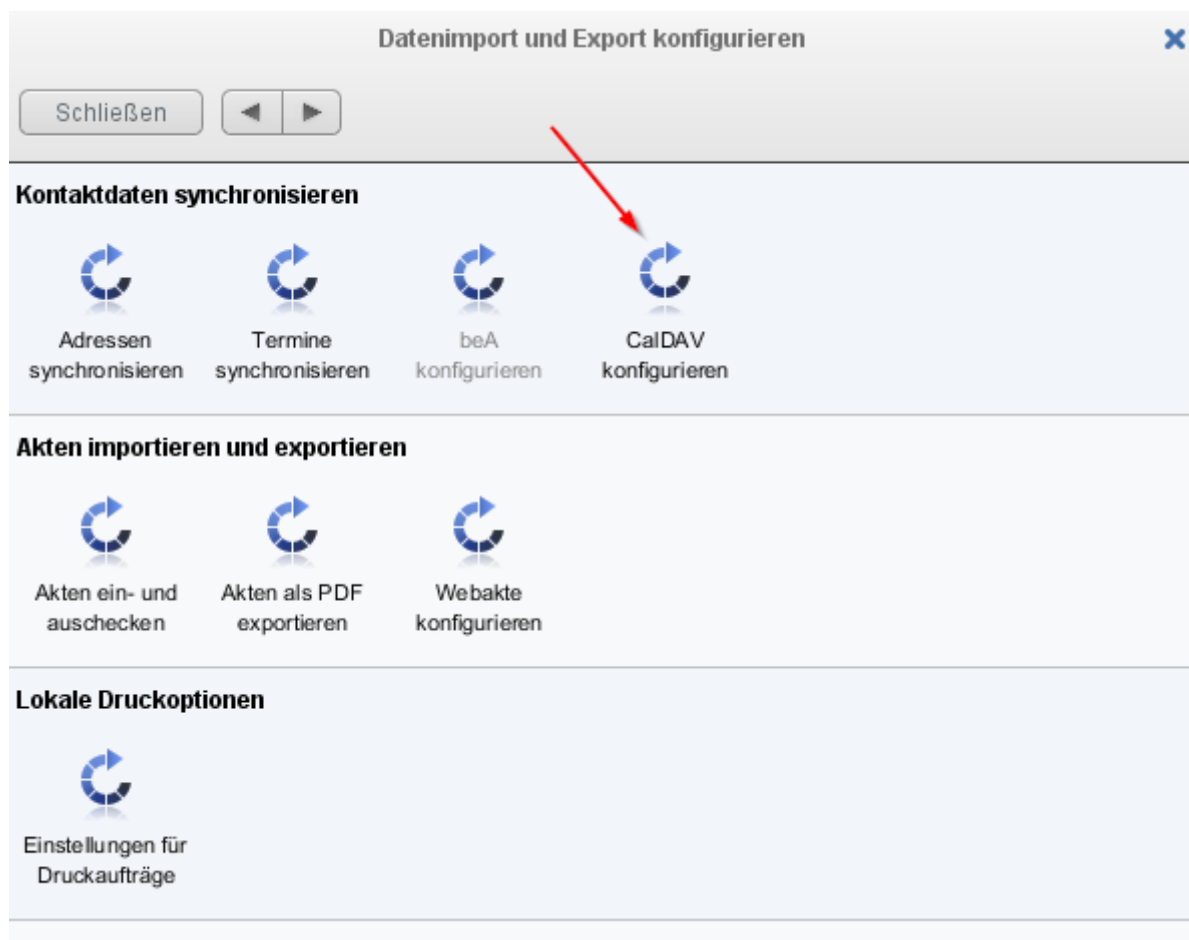 Datenimport und Export konfigurieren
Schließen
Kontaktdaten synchronisieren
Adressen
synchronisieren
Termine
synchronisieren
beA
konfigurieren
CalDAV
konfigurieren
Akten importieren und exportieren
Akten ein- und
auschecken
Akten als PDF
exportieren
Webakte
konfigurieren
Lokale Druckoptionen
Einstellungen für
Druckaufträge